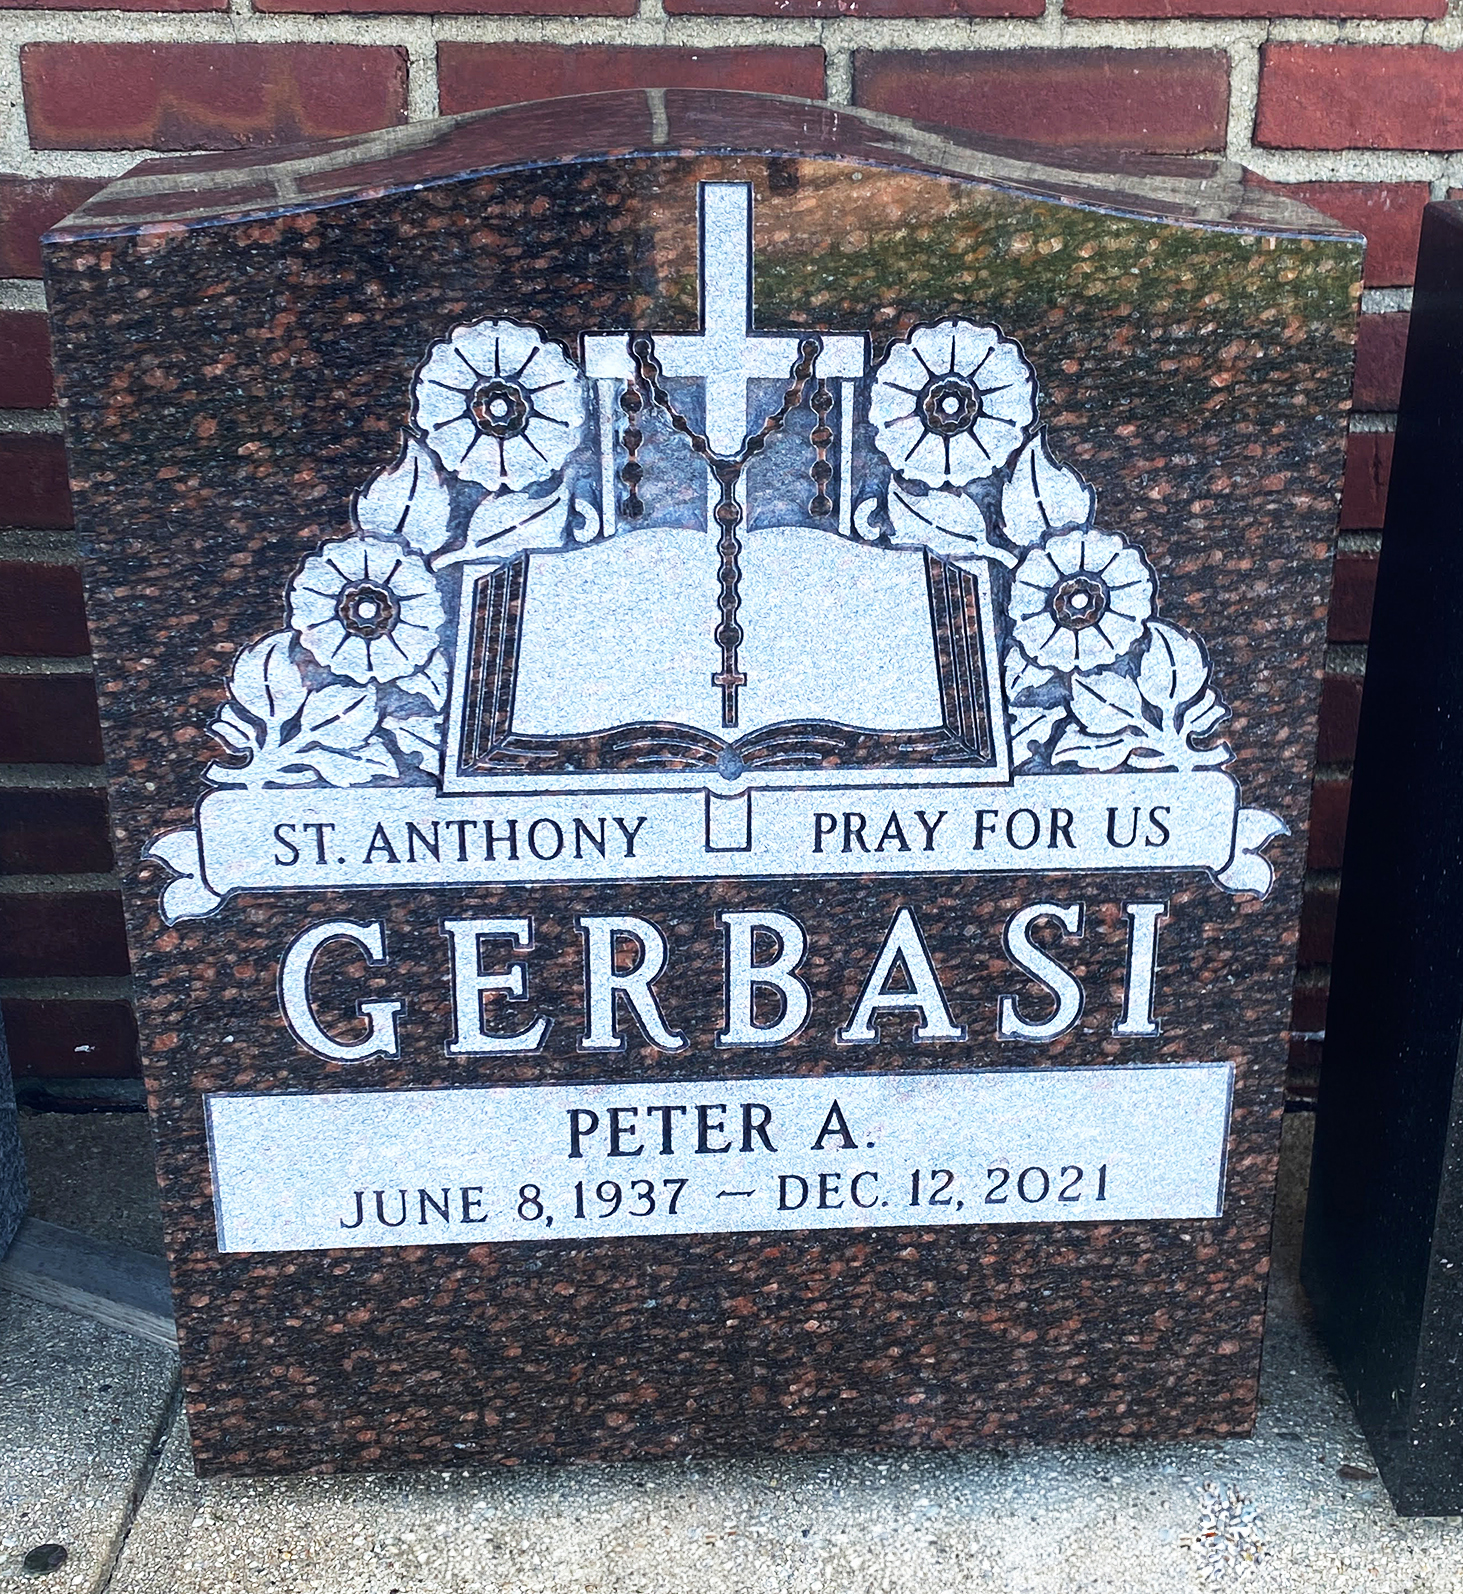 ST. ANTHONY PRAY FOR US
GERBASI
PETER A.
JUNE 8, 1937 — DEC. 12, 2021